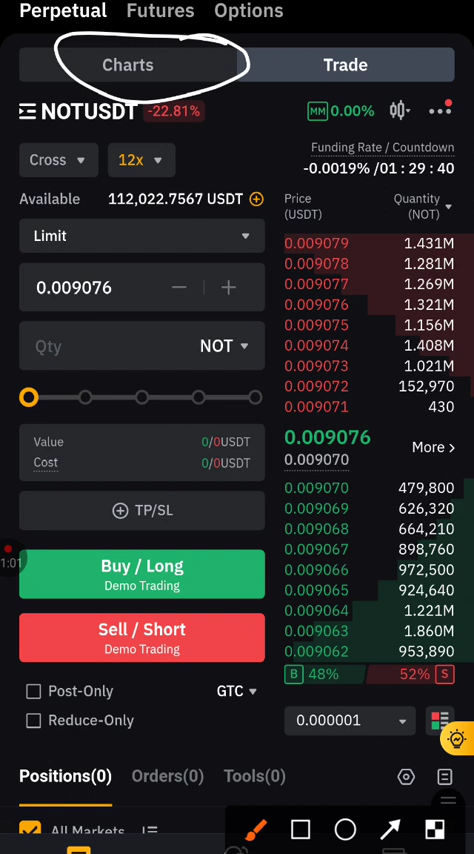 Perpetual Futures Options
Charts Trade
NOTUSDT -22.81% MM 0.00%
Cross 12x
Funding Rate / Countdown
-0.0019% /01 : 29 : 40
Available 112,022.7567 USDT
Price (USDT) Quantity (NOT)
Limit
0.009076
Qty NOT
Value 0/0USDT
Cost 0/0USDT
TP/SL
Buy / Long
Demo Trading
Sell / Short
Demo Trading
Post-Only GTC
Reduce-Only
0.009079 1.431M
0.009078 1.281M
0.009077 1.269M
0.009076 1.321M
0.009075 1.156M
0.009074 1.408M
0.009073 1.021M
0.009072 152,970
0.009071 430
0.009076
0.009070 More
0.009070 479,800
0.009069 626,320
0.009068 664,210
0.009067 898,760
0.009066 972,500
0.009065 924,640
0.009064 1.221M
0.009063 1.860M
0.009062 953,890
B 48% 52% S
0.000001
1:01
Positions(0) Orders(0) Tools(0)
All Markets